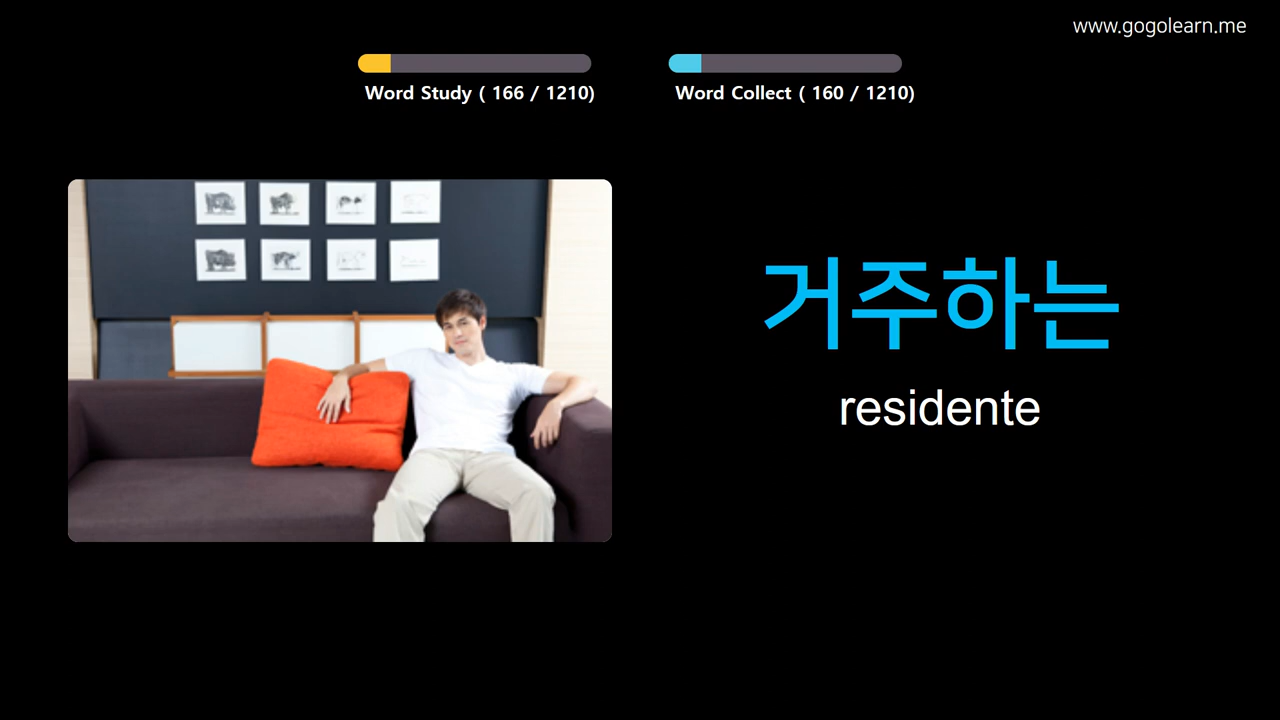 www.gogolearn.me
Word Study ( 166 / 1210)
Word Collect ( 160 / 1210)
거주하는
residente